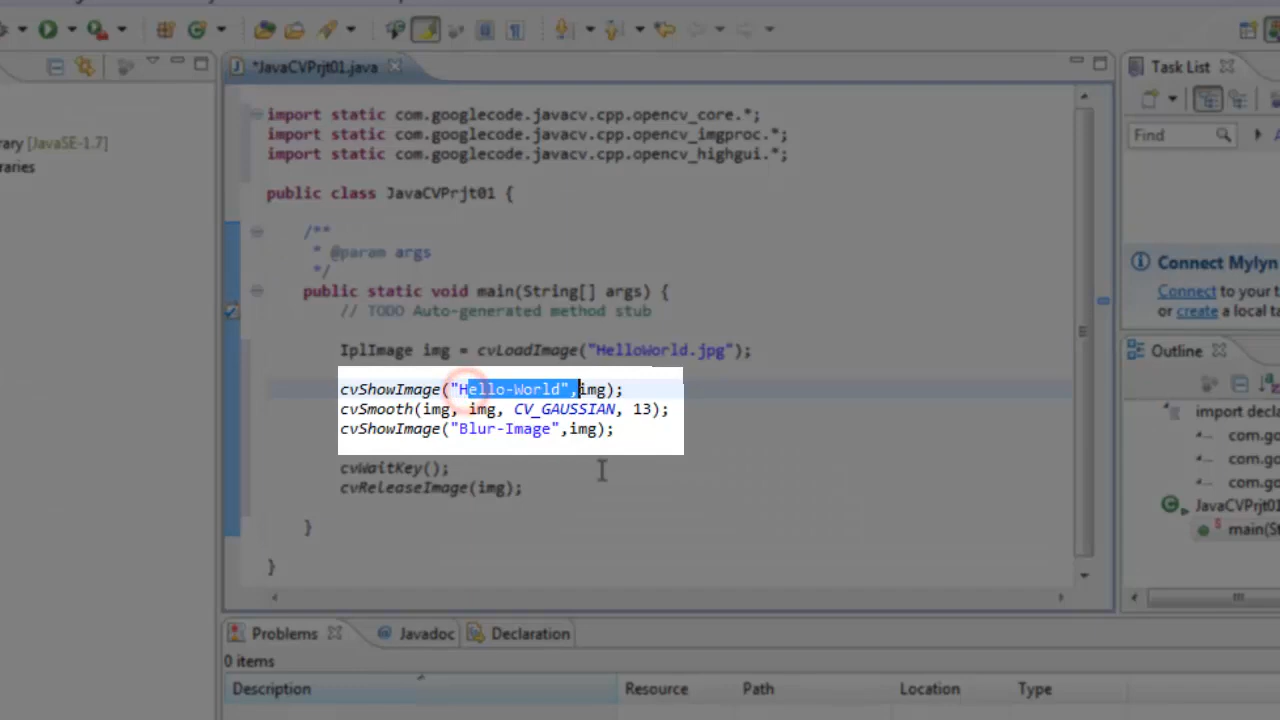 *JavaCVPrjt01.java
Task List
Find
rary [JavaSE-1.7]
raries
import static com.googlecode.javacv.cpp.opencv_core.*;
import static com.googlecode.javacv.cpp.opencv_imgproc.*;
import static com.googlecode.javacv.cpp.opencv_highgui.*;
public class JavaCVPrjt01 {
/**
* @param args
*/
public static void main(String[] args) {
// TODO Auto-generated method stub
IplImage img = cvLoadImage("HelloWorld.jpg");
cvShowImage("Hello-World",img);
cvSmooth(img, img, CV_GAUSSIAN, 13);
cvShowImage("Blur-Image",img);
cvWaitKey();
cvReleaseImage(img);
}
}
Connect Mylyn
Connect to your t
or create a local ta
Outline
import decla
com.go
com.go
com.go
JavaCVPrjt01
main(St
Problems
Javadoc
Declaration
0 items
Description
Resource
Path
Location
Type